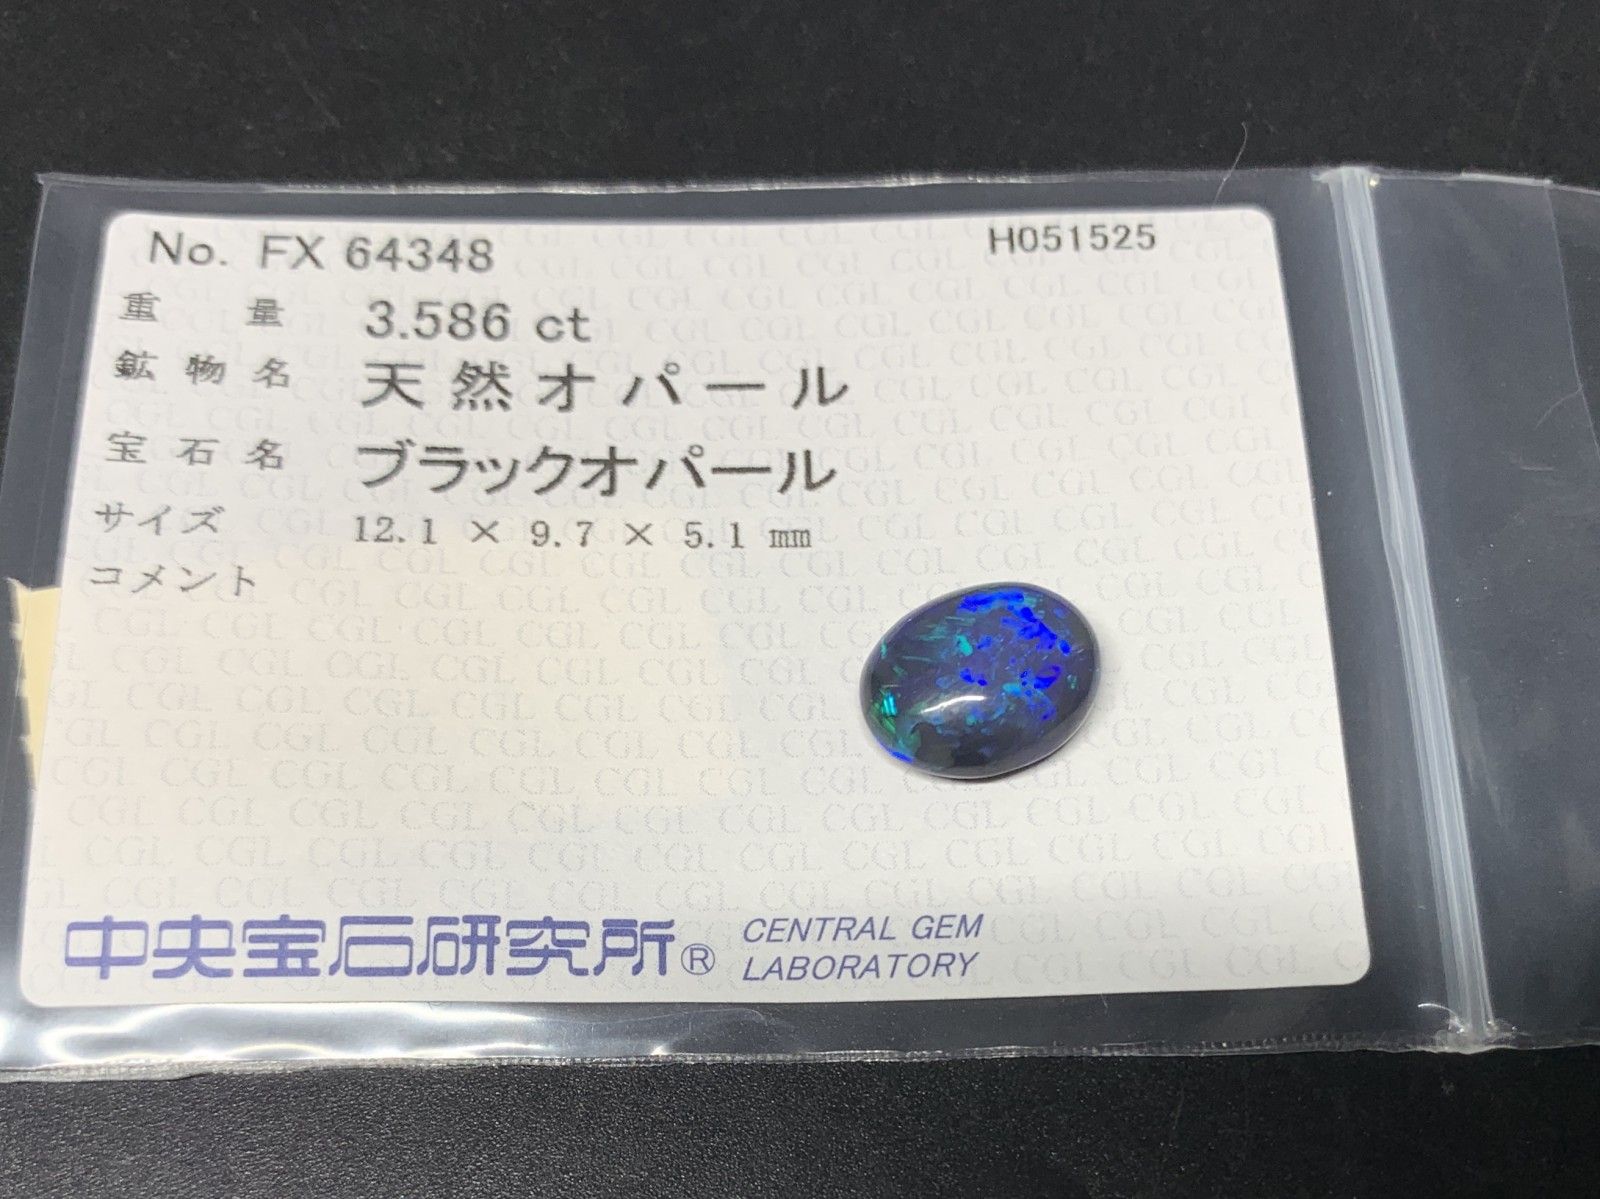 No. FX 64348 H051525
重量 3.586 ct
鉱物名 天然オパール
宝石名 ブラックオパール
サイズ 12.1 × 9.7 × 5.1 mm
コメント
中央宝石研究所® CENTRAL GEM
LABORATORY